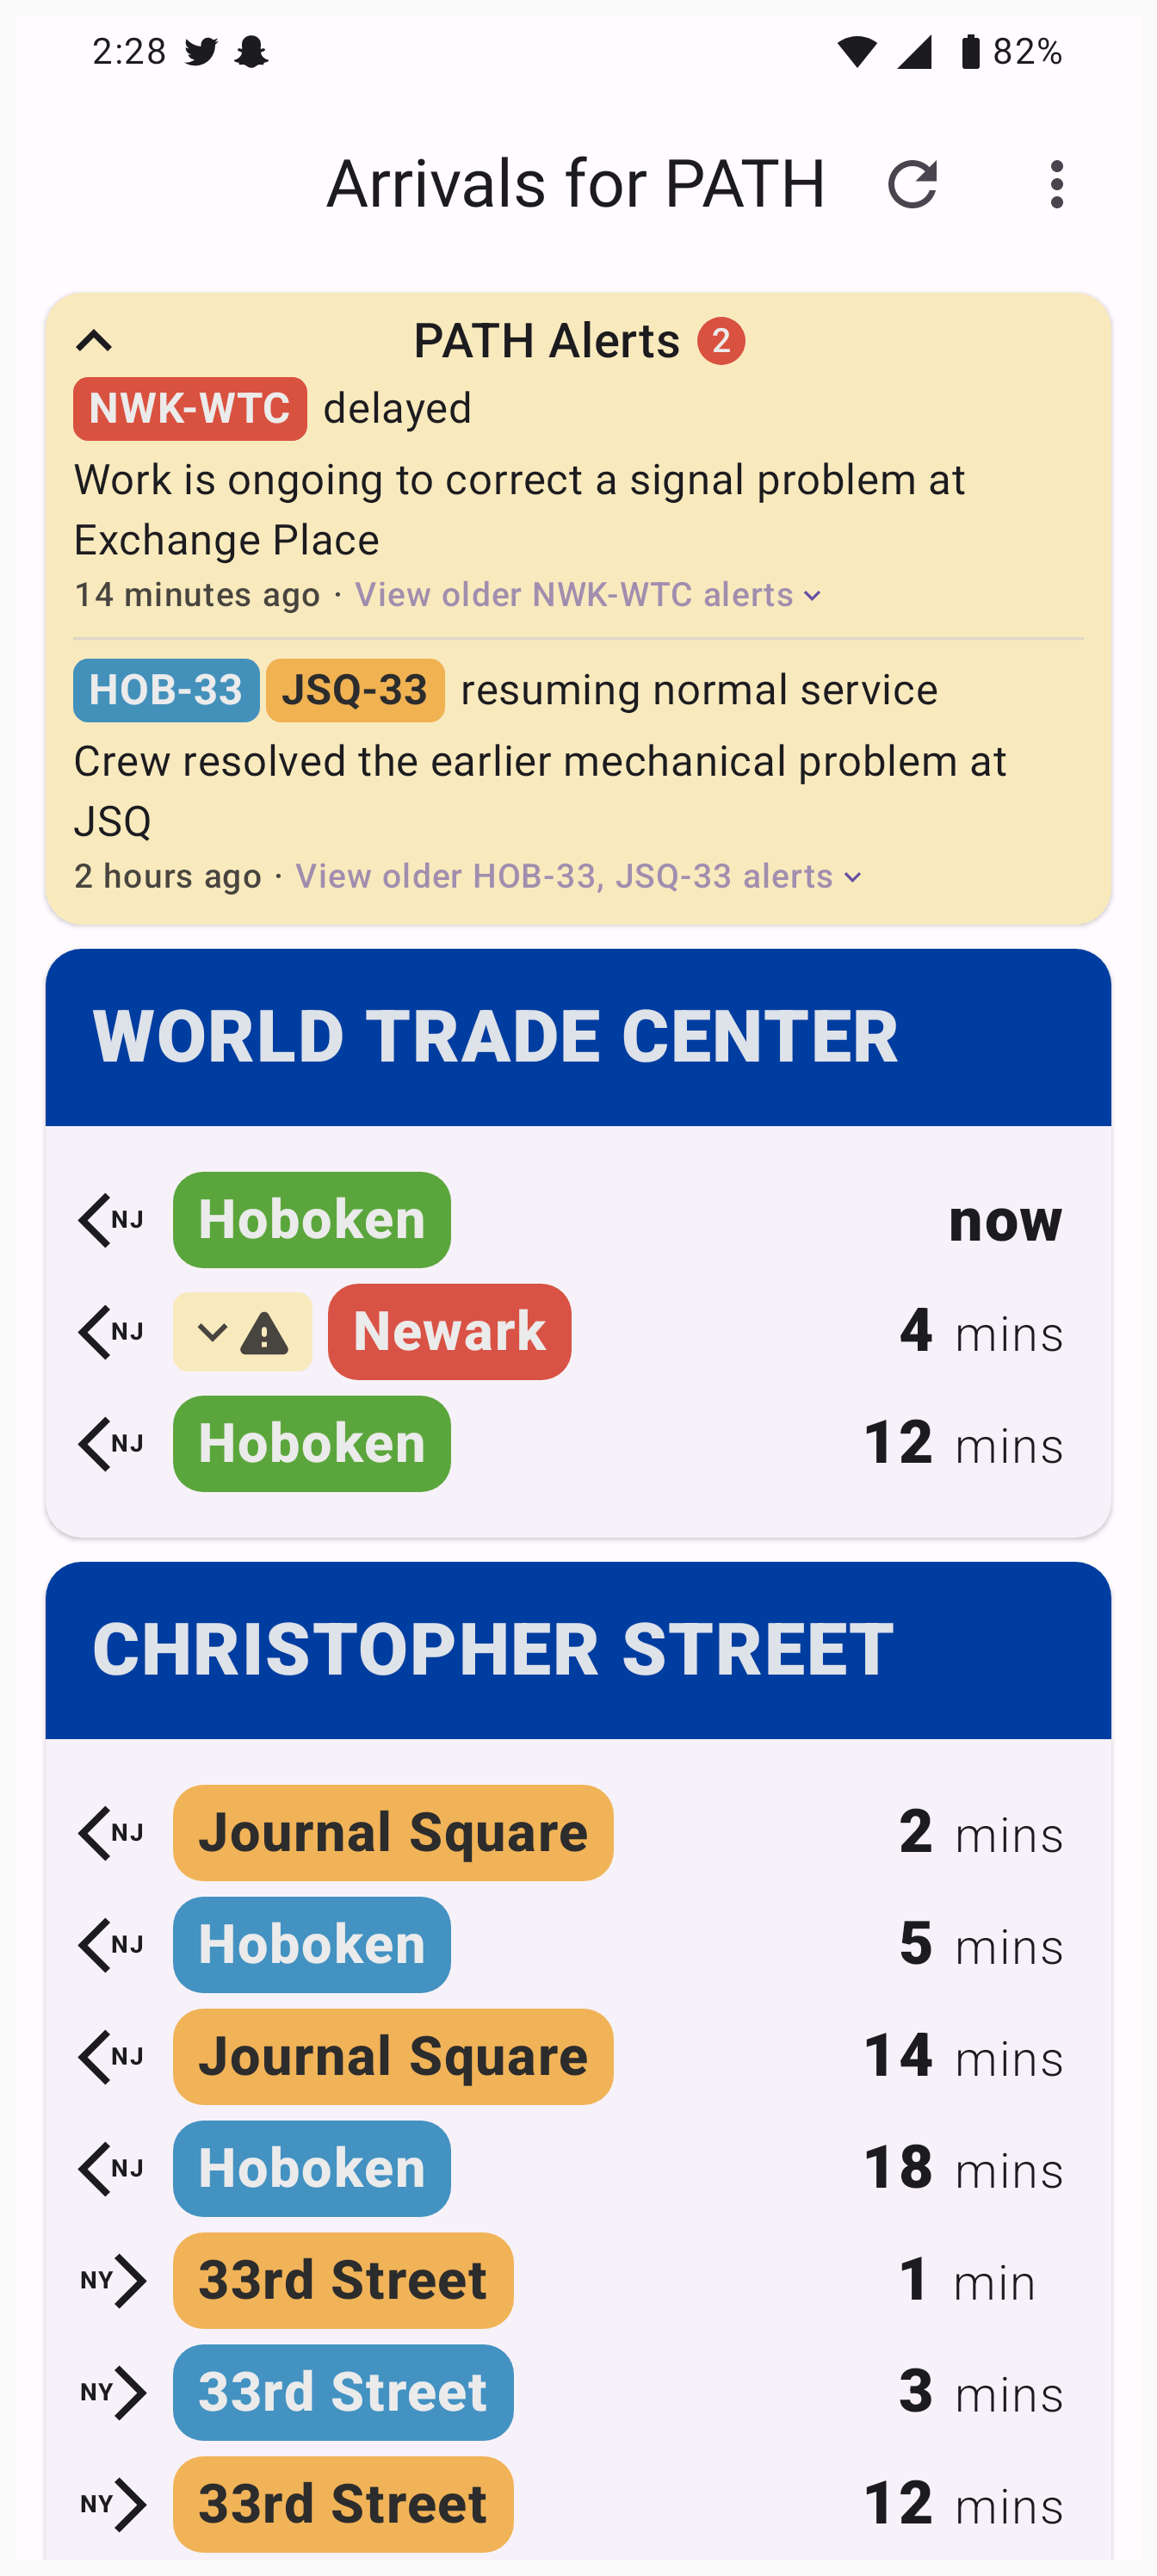 2:28 82%
Arrivals for PATH
PATH Alerts 2
NWK-WTC delayed
Work is ongoing to correct a signal problem at
Exchange Place
14 minutes ago · View older NWK-WTC alerts
HOB-33 JSQ-33 resuming normal service
Crew resolved the earlier mechanical problem at
JSQ
2 hours ago · View older HOB-33, JSQ-33 alerts
WORLD TRADE CENTER
NJ Hoboken now
NJ Newark 4 mins
NJ Hoboken 12 mins
CHRISTOPHER STREET
NJ Journal Square 2 mins
NJ Hoboken 5 mins
NJ Journal Square 14 mins
NJ Hoboken 18 mins
NY 33rd Street 1 min
NY 33rd Street 3 mins
NY 33rd Street 12 mins